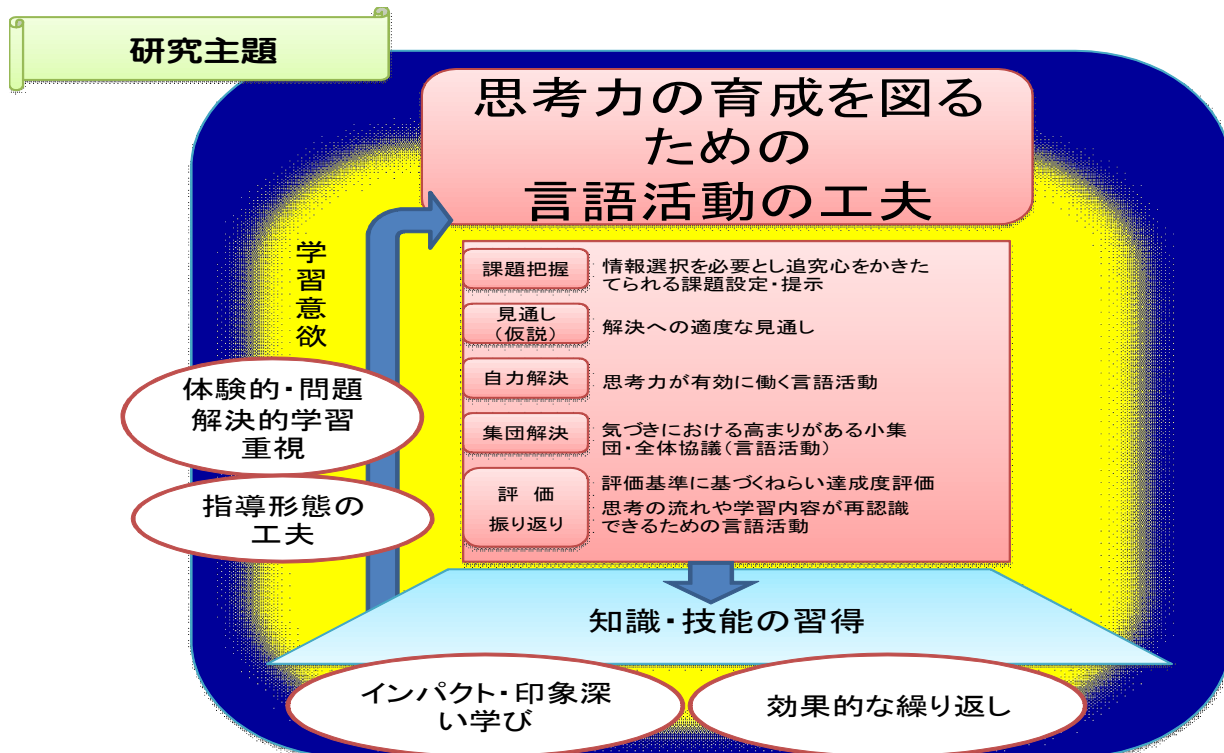 研究主題
思考力の育成を図る
ための
言語活動の工夫
学
習
意
欲
課題把握
情報選択を必要とし追究心をかきた
てられる課題設定・提示
見通し
(仮説)
解決への適度な見通し
自力解決
思考力が有効に働く言語活動
集団解決
気づきにおける高まりがある小集
団・全体協議(言語活動)
評 価
振り返り
評価基準に基づくねらい達成度評価
思考の流れや学習内容が再認識
できるための言語活動
体験的・問題
解決的学習
重視
指導形態の
工夫
知識・技能の習得
インパクト・印象深
い学び
効果的な繰り返し